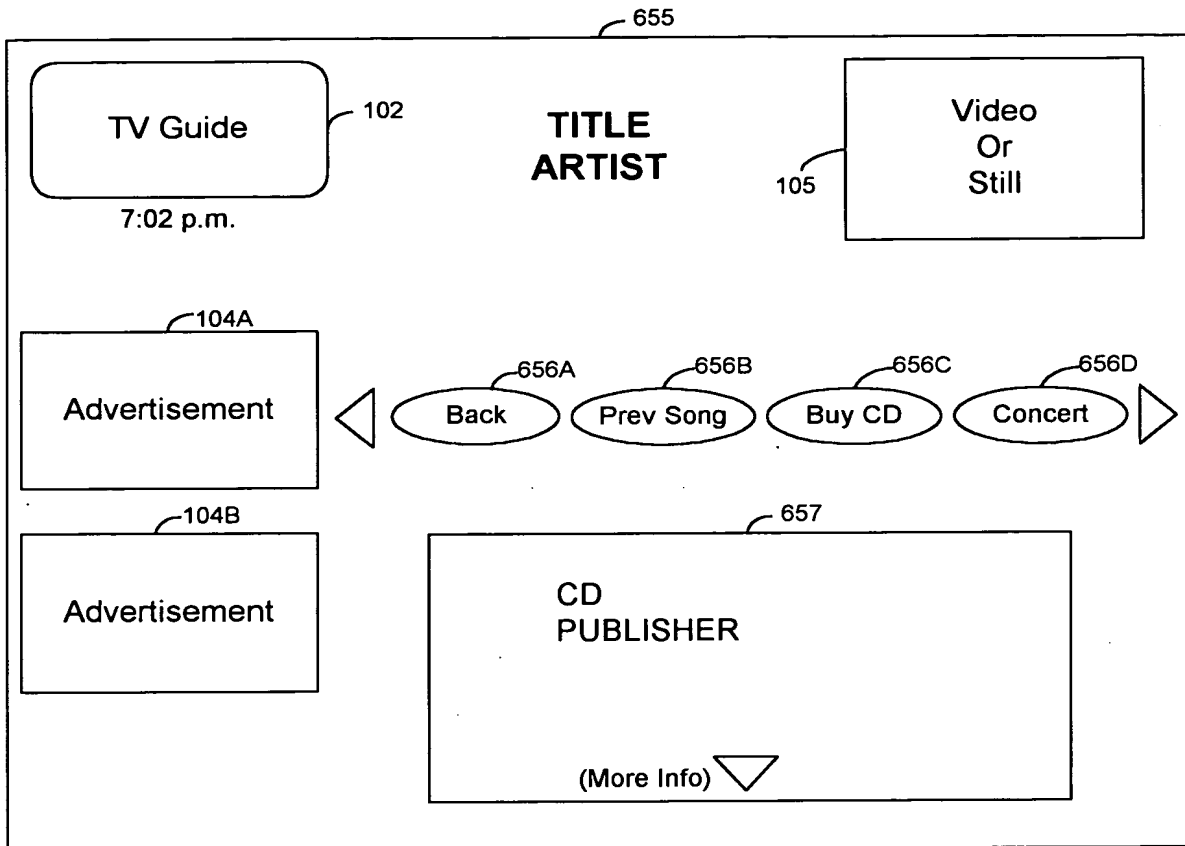 655
TV Guide
102
7:02 p.m.
TITLE
ARTIST
105
Video
Or
Still
104A
Advertisement
656A
656B
656C
656D
Back
Prev Song
Buy CD
Concert
104B
Advertisement
657
CD
PUBLISHER
(More Info)